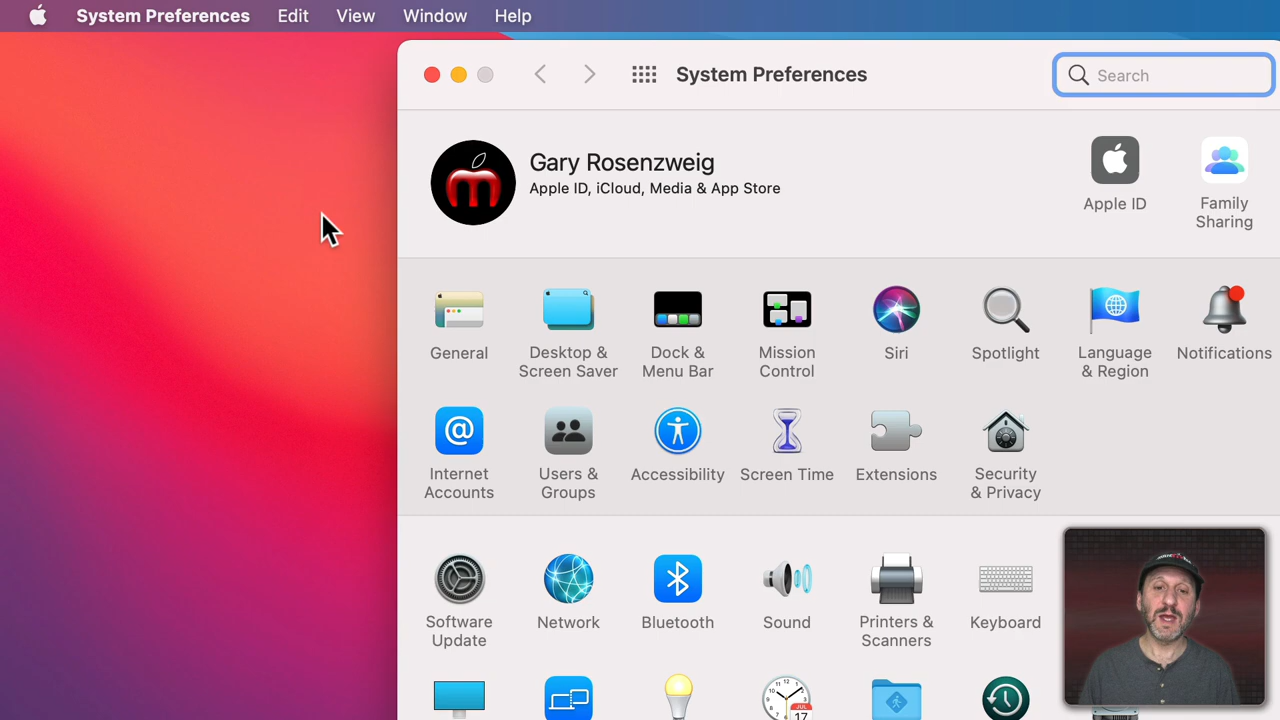 System Preferences Edit View Window Help
System Preferences
Search
Gary Rosenzweig
Apple ID, iCloud, Media & App Store
Apple ID
Family
Sharing
General
Desktop &
Screen Saver
Dock &
Menu Bar
Mission
Control
Siri
Spotlight
Language
& Region
Notifications
Internet
Accounts
Users &
Groups
Accessibility
Screen Time
Extensions
Security
& Privacy
Software
Update
Network
Bluetooth
Sound
Printers &
Scanners
Keyboard
JUL
17